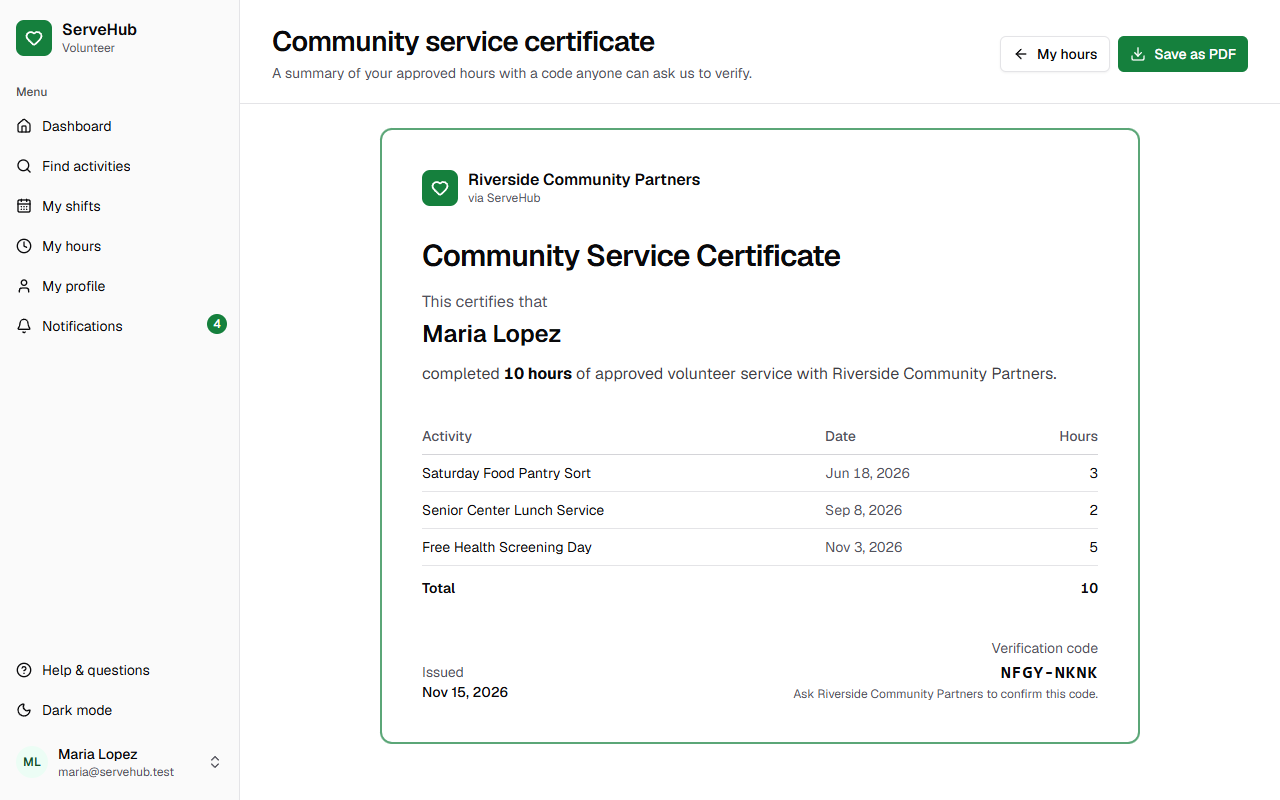 ServeHub
Volunteer
Menu
Dashboard
Find activities
My shifts
My hours
My profile
Notifications 4
Help & questions
Dark mode
ML
Maria Lopez
maria@servehub.test
Community service certificate
A summary of your approved hours with a code anyone can ask us to verify.
My hours
Save as PDF
Riverside Community Partners
via ServeHub
Community Service Certificate
This certifies that
Maria Lopez
completed 10 hours of approved volunteer service with Riverside Community Partners.
Activity Date Hours
Saturday Food Pantry Sort Jun 18, 2026 3
Senior Center Lunch Service Sep 8, 2026 2
Free Health Screening Day Nov 3, 2026 5
Total 10
Issued
Nov 15, 2026
Verification code
NFGY-NKNK
Ask Riverside Community Partners to confirm this code.